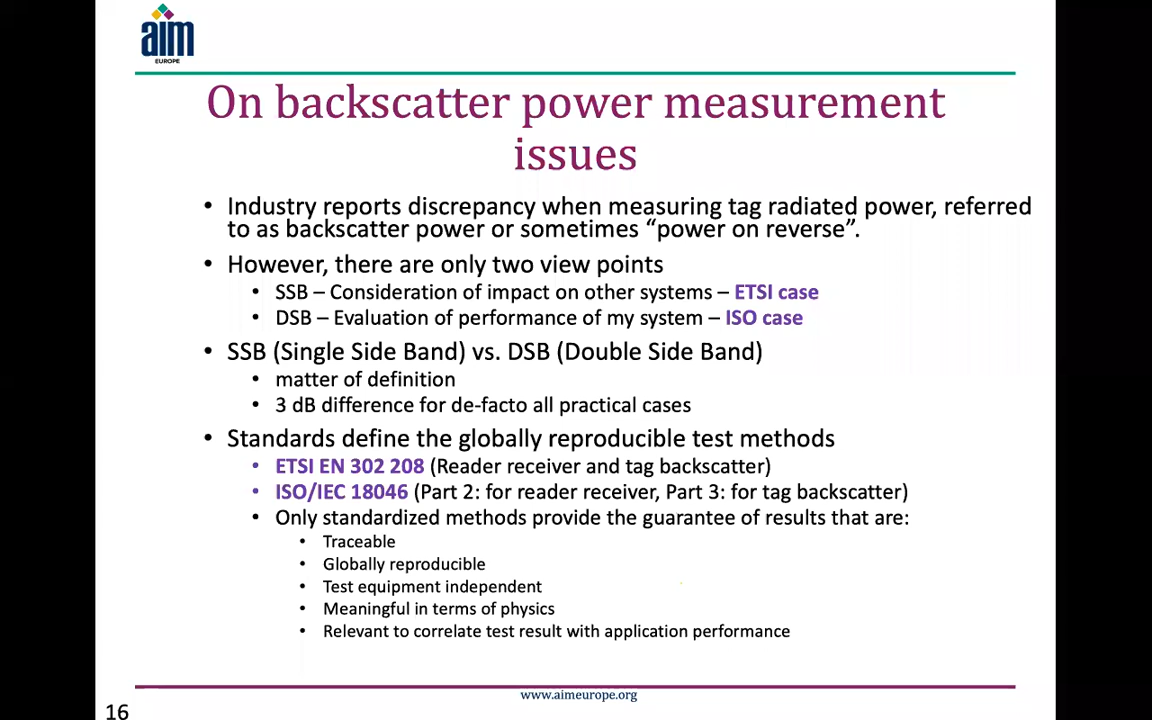 aim
EUROPE
On backscatter power measurement
issues
• Industry reports discrepancy when measuring tag radiated power, referred
to as backscatter power or sometimes “power on reverse”.
• However, there are only two view points
• SSB – Consideration of impact on other systems – ETSI case
• DSB – Evaluation of performance of my system – ISO case
• SSB (Single Side Band) vs. DSB (Double Side Band)
• matter of definition
• 3 dB difference for de-facto all practical cases
• Standards define the globally reproducible test methods
• ETSI EN 302 208 (Reader receiver and tag backscatter)
• ISO/IEC 18046 (Part 2: for reader receiver, Part 3: for tag backscatter)
• Only standardized methods provide the guarantee of results that are:
• Traceable
• Globally reproducible
• Test equipment independent
• Meaningful in terms of physics
• Relevant to correlate test result with application performance
www.aimeurope.org
16